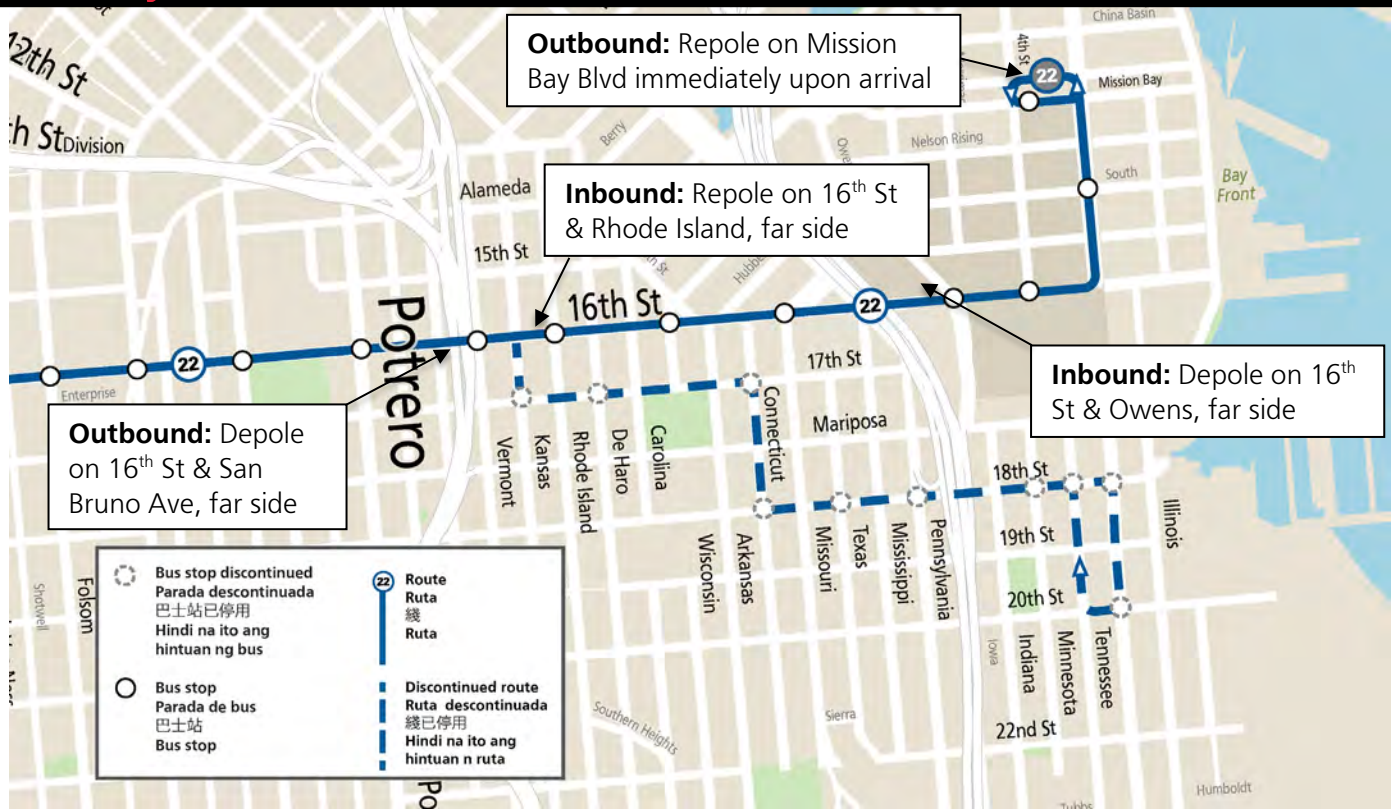 China Basin
12th St
4th St
Outbound: Repole on Mission
Bay Blvd immediately upon arrival
22
Mission Bay
th St
Division
Berry
Nelson Rising
Alameda
Inbound: Repole on 16th St
& Rhode Island, far side
South
Bay
Front
15th St
16th St
22
22
Potrero
17th St
Enterprise
Inbound: Depole on 16th
St & Owens, far side
Outbound: Depole
on 16th St & San
Bruno Ave, far side
Vermont
Kansas
Rhode Island
De Haro
Carolina
Connecticut
Mariposa
18th St
Illinois
Wisconsin
Arkansas
Missouri
Texas
Mississippi
Pennsylvania
19th St
20th St
Iowa
Indiana
Minnesota
Tennessee
22nd St
Shotwell
Folsom
Bus stop discontinued
Parada descontinuada
巴士站已停用
Hindi na ito ang
hintuan ng bus
Bus stop
Parada de bus
巴士站
Bus stop
22
Route
Ruta
綫
Ruta
Discontinued route
Ruta descontinuada
綫已停用
Hindi na ito ang
hintuan n ruta
Southern Heights
Sierra
Humboldt
Tubbs
Po